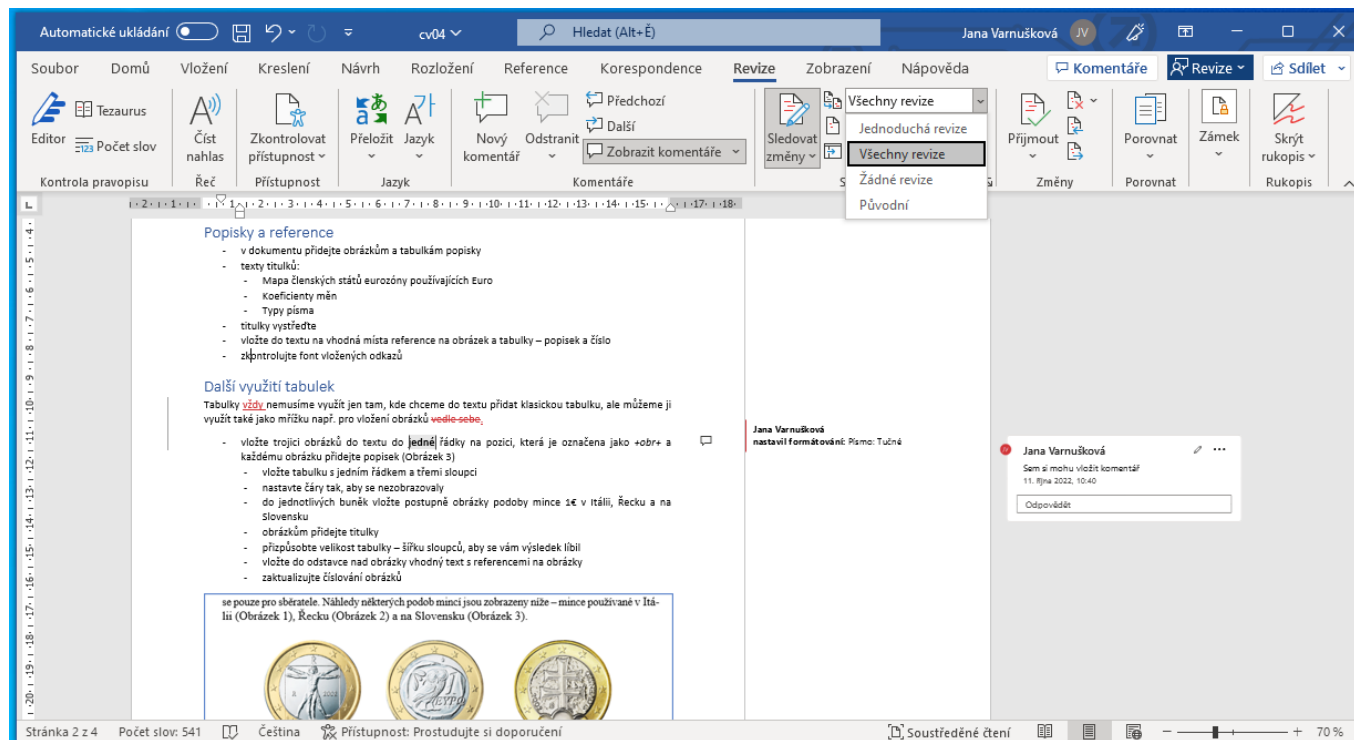 Automatické ukládání
cv04
Hledat (Alt+Ě)
Jana Varnušková
JV
Soubor Domů Vložení Kreslení Návrh Rozložení Reference Korespondence Revize Zobrazení Nápověda
Komentáře
Revize
Sdílet
Editor
Tezaurus
123 Počet slov
Kontrola pravopisu
Číst nahlas
Řeč
Zkontrolovat přístupnost
Přístupnost
Přeložit
Jazyk
Jazyk
Nový komentář
Odstranit
Předchozí
Další
Zobrazit komentáře
Komentáře
Sledovat změny
Všechny revize
Jednoduchá revize
Všechny revize
Žádné revize
Původní
Přijmout
Změny
Porovnat
Porovnat
Zámek
Skrýt rukopis
Rukopis
Popisky a reference
- v dokumentu přidejte obrázkům a tabulkám popisky
- texty titulků:
- Mapa členských států eurozóny používajících Euro
- Koeficienty měn
- Typy písma
- titulky vystřeďte
- vložte do textu na vhodná místa reference na obrázek a tabulky – popisek a číslo
- zkontrolujte font vložených odkazů
Další využití tabulek
Tabulky vždy nemusíme využít jen tam, kde chceme do textu přidat klasickou tabulku, ale můžeme ji
využít také jako mřížku např. pro vložení obrázků vedle sebe.
- vložte trojici obrázků do textu do jedné řádky na pozici, která je označena jako +obr+ a
každému obrázku přidejte popisek (Obrázek 3)
- vložte tabulku s jedním řádkem a třemi sloupci
- nastavte čáry tak, aby se nezobrazovaly
- do jednotlivých buněk vložte postupně obrázky podoby mince 1€ v Itálii, Řecku a na
Slovensku
- obrázkům přidejte titulky
- přizpůsobte velikost tabulky – šířku sloupců, aby se vám výsledek líbil
- vložte do odstavce nad obrázky vhodný text s referencemi na obrázky
- zaktualizujte číslování obrázků
se pouze pro sběratele. Náhledy některých podob mincí jsou zobrazeny níže – mince používané v Itá-
lii (Obrázek 1), Řecku (Obrázek 2) a na Slovensku (Obrázek 3).
Jana Varnušková
nastavil formátování: Písmo: Tučné
Jana Varnušková
Sem si mohu vložit komentář
11. října 2022, 10:40
Odpovědět
Stránka 2 z 4
Počet slov: 541
Čeština
Přístupnost: Prostudujte si doporučení
Soustředěné čtení
70 %